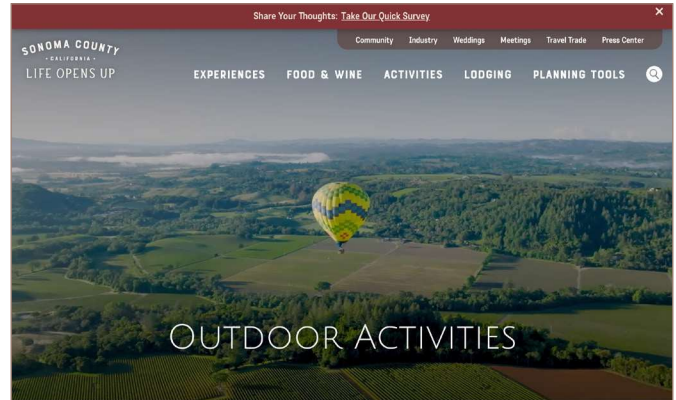 Share Your Thoughts: Take Our Quick Survey
Community Industry Weddings Meetings Travel Trade Press Center
SONOMA COUNTY
- CALIFORNIA -
LIFE OPENS UP
EXPERIENCES FOOD & WINE ACTIVITIES LODGING PLANNING TOOLS
OUTDOOR ACTIVITIES